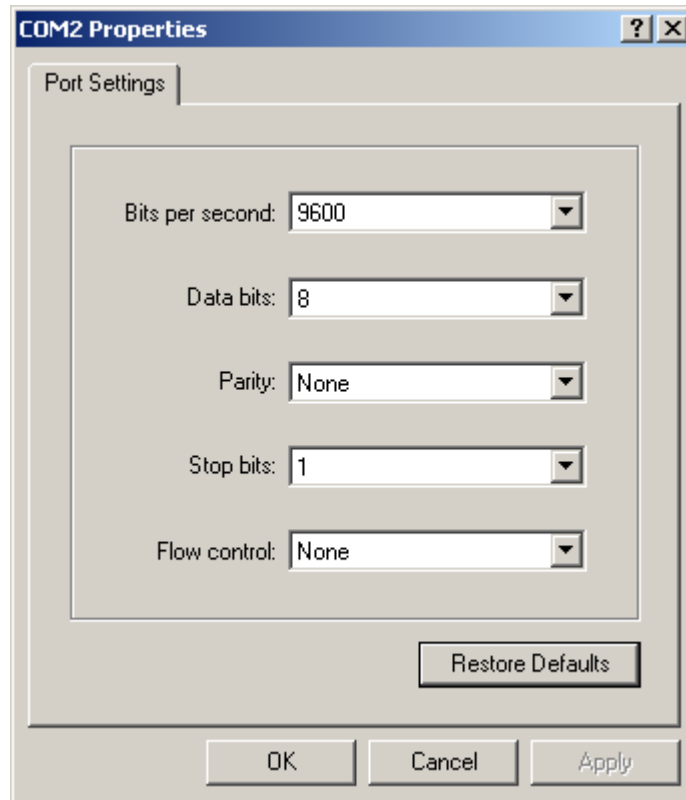 COM2 Properties
Port Settings
Bits per second: 9600
Data bits: 8
Parity: None
Stop bits: 1
Flow control: None
Restore Defaults
OK Cancel Apply